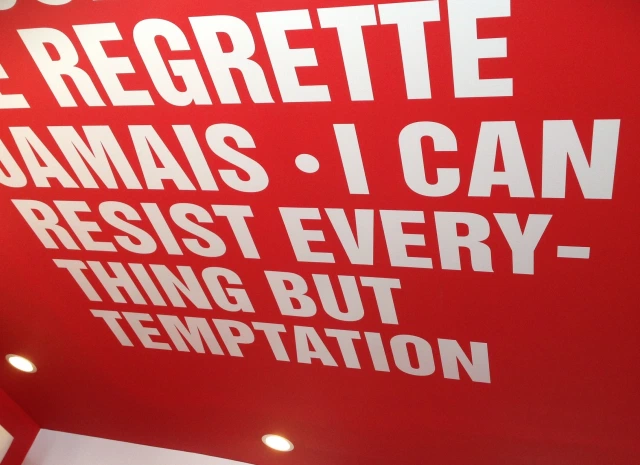 REGRETTE
JAMAIS • I CAN
RESIST EVERY-
THING BUT
TEMPTATION